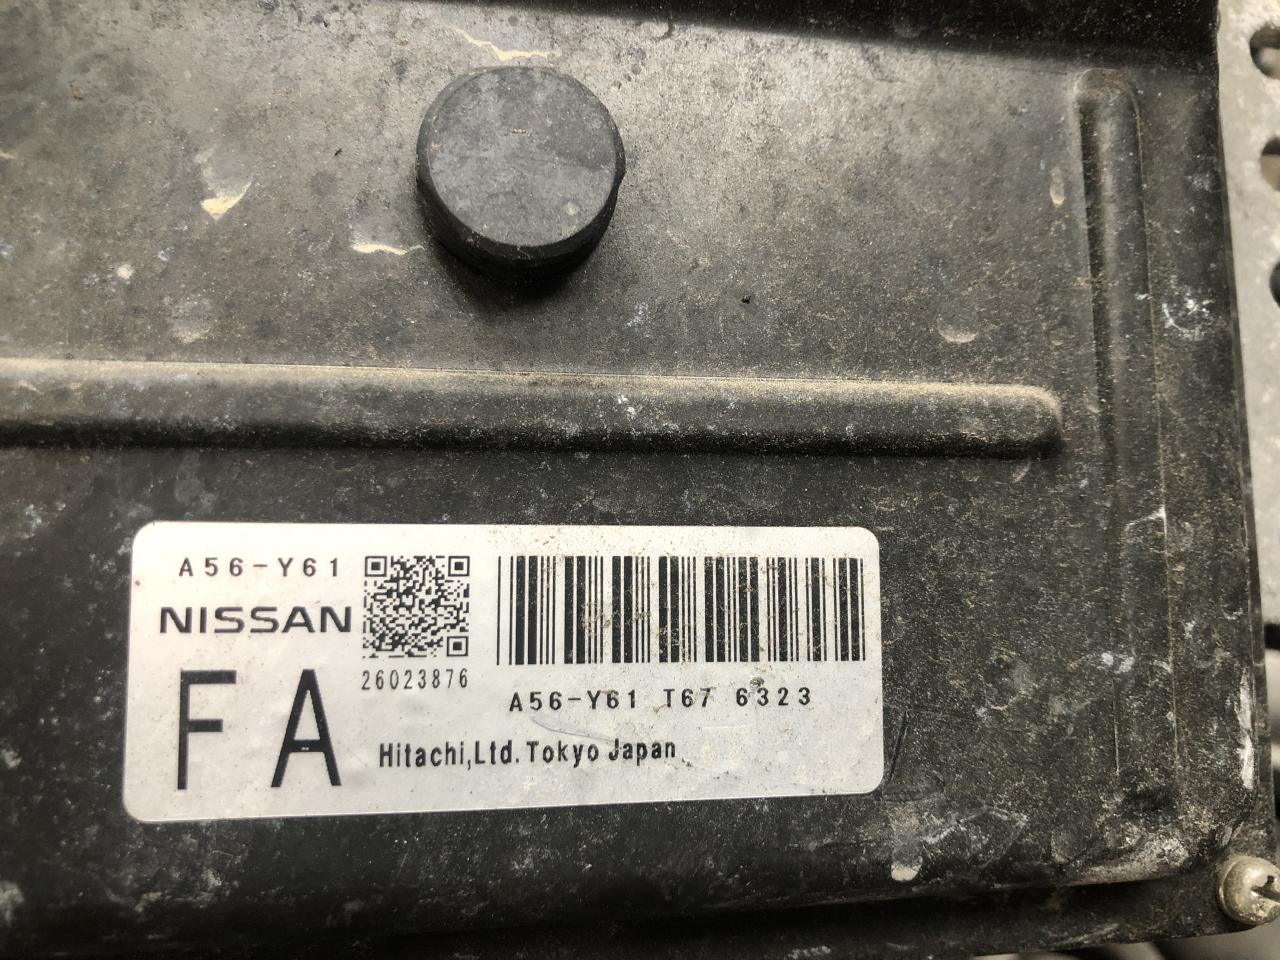 A56-Y61
NISSAN
FA
26023876
A56-Y61 T67 6323
Hitachi,Ltd. Tokyo Japan